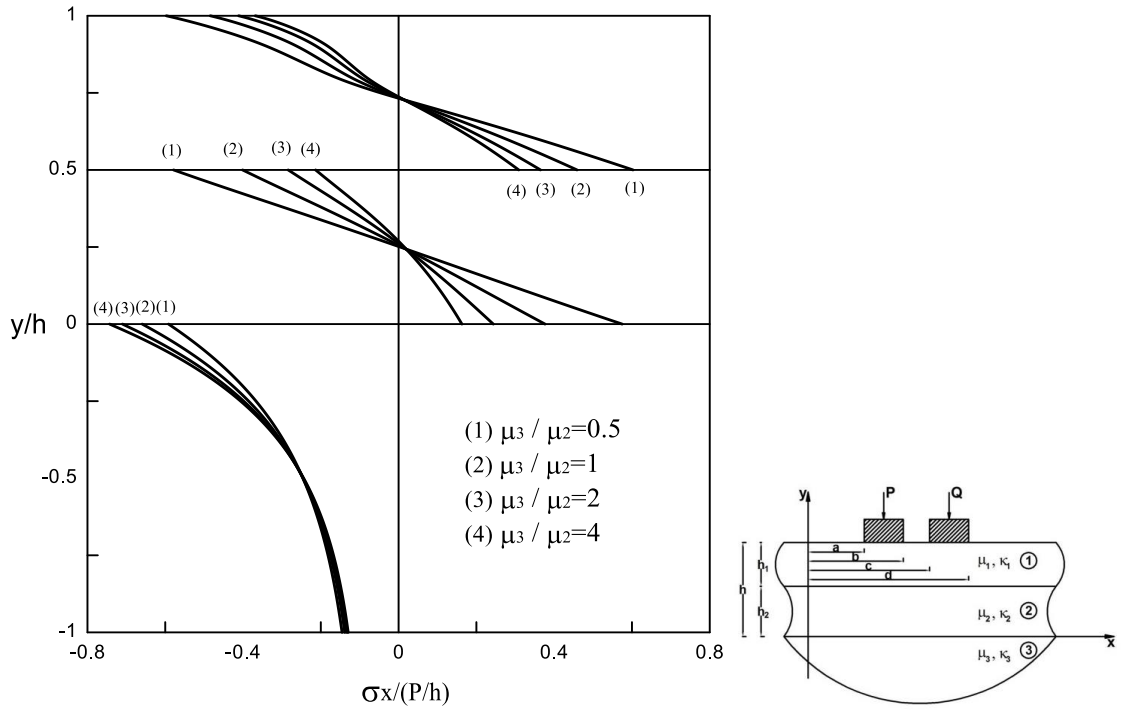 1
0.5
0
-0.5
-1
y/h
(1) (2) (3) (4)
(4) (3) (2) (1)
(4) (3) (2) (1)
(1) μ3 / μ2=0.5
(2) μ3 / μ2=1
(3) μ3 / μ2=2
(4) μ3 / μ2=4
-0.8 -0.4 0 0.4 0.8
σx/(P/h)
y P Q
a
b
c
d
h h1 h2
μ1, κ1 1
μ2, κ2 2
μ3, κ3 3
x